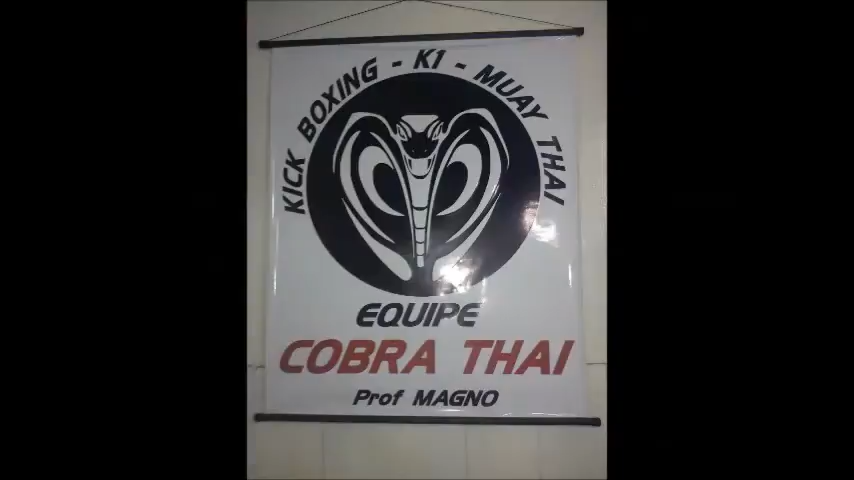 KICK BOXING - K1 - MUAY THAI
EQUIPE
COBRA THAI
Prof MAGNO